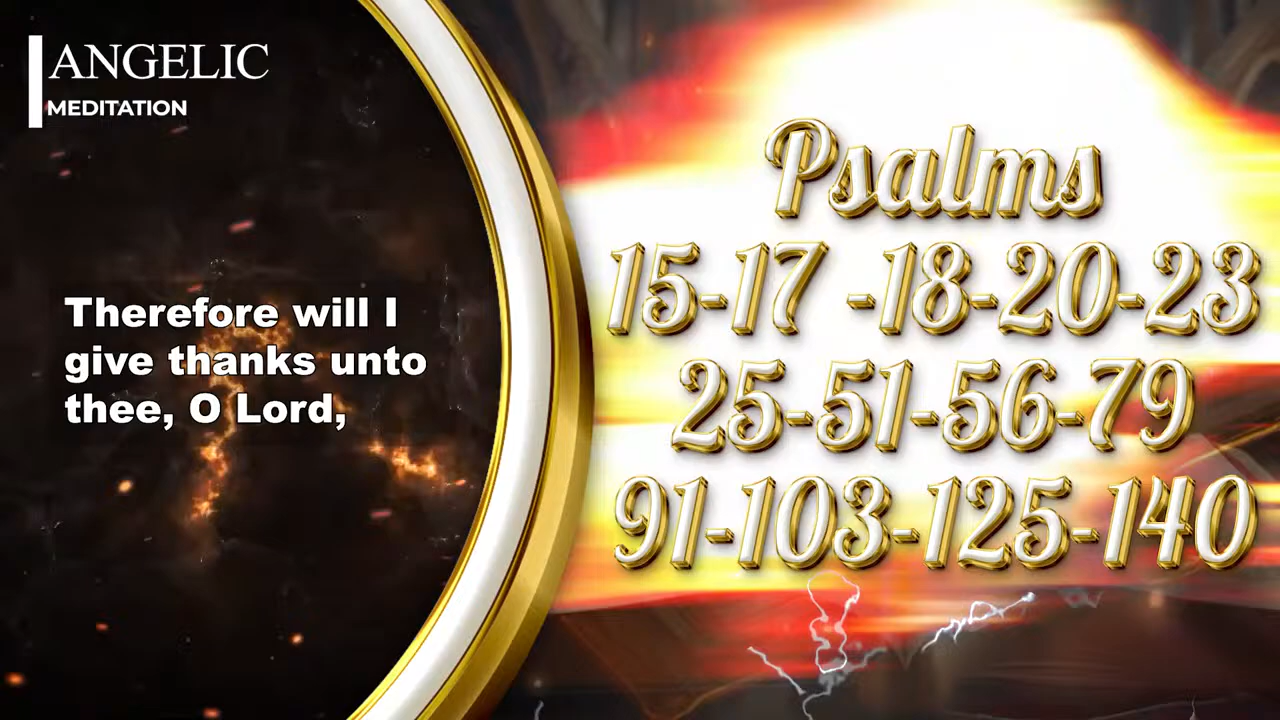 ANGELIC
MEDITATION
Therefore will I
give thanks unto
thee, O Lord,
Psalms
15-17 -18-20-23
25-51-56-79
91-103-125-140